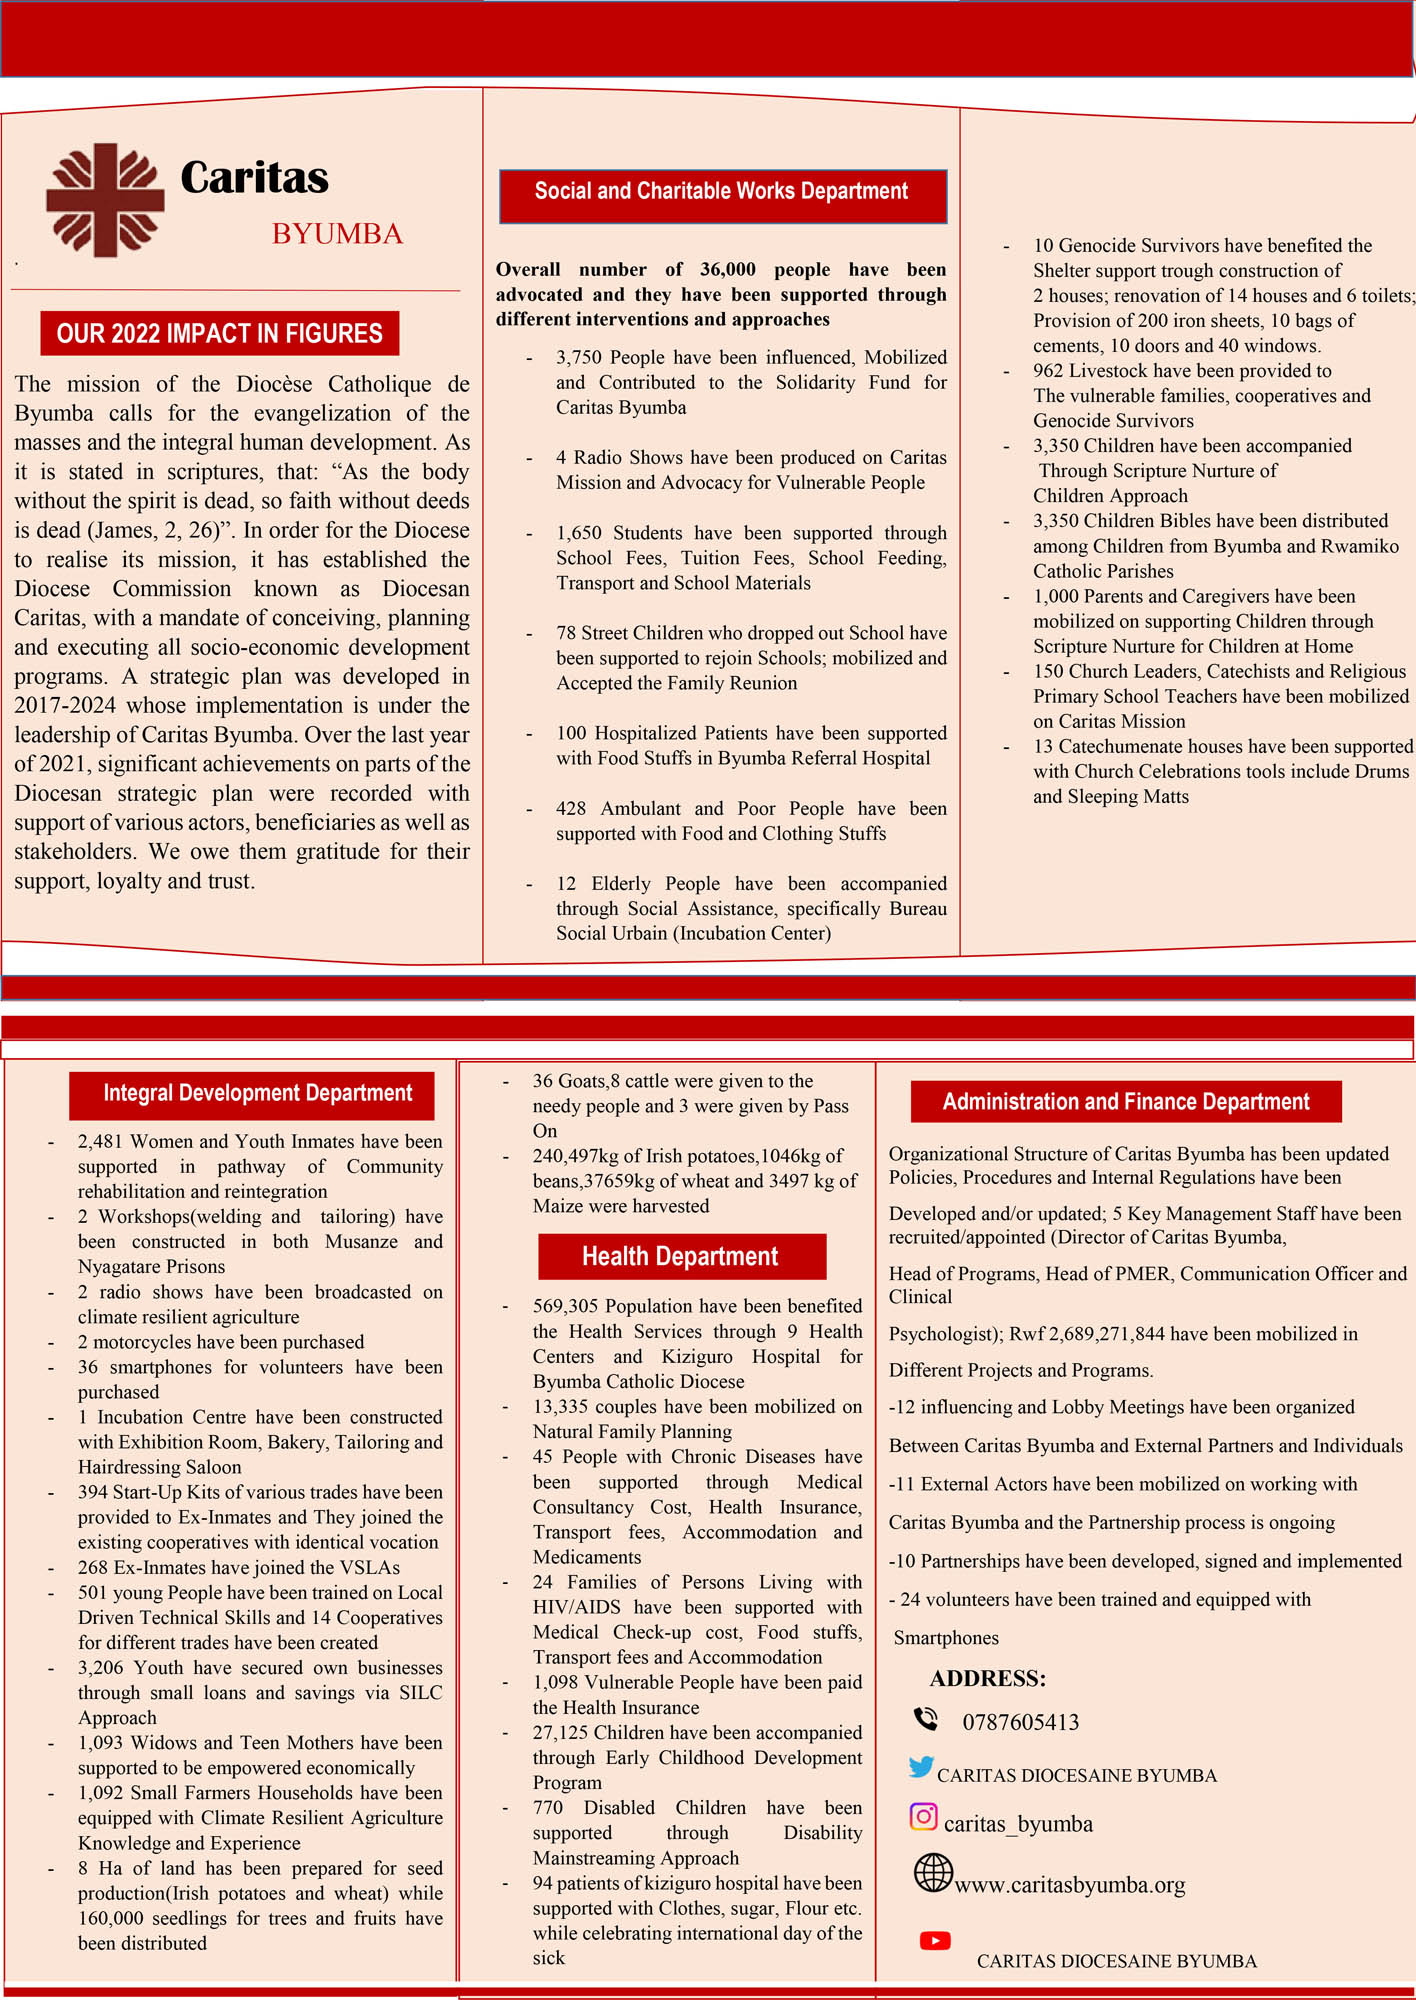 Caritas
BYUMBA
.
OUR 2022 IMPACT IN FIGURES
The mission of the Diocèse Catholique de
Byumba calls for the evangelization of the
masses and the integral human development. As
it is stated in scriptures, that: “As the body
without the spirit is dead, so faith without deeds
is dead (James, 2, 26)”. In order for the Diocese
to realise its mission, it has established the
Diocese Commission known as Diocesan
Caritas, with a mandate of conceiving, planning
and executing all socio-economic development
programs. A strategic plan was developed in
2017-2024 whose implementation is under the
leadership of Caritas Byumba. Over the last year
of 2021, significant achievements on parts of the
Diocesan strategic plan were recorded with
support of various actors, beneficiaries as well as
stakeholders. We owe them gratitude for their
support, loyalty and trust.
Social and Charitable Works Department
Overall number of 36,000 people have been
advocated and they have been supported through
different interventions and approaches
- 3,750 People have been influenced, Mobilized
and Contributed to the Solidarity Fund for
Caritas Byumba
- 4 Radio Shows have been produced on Caritas
Mission and Advocacy for Vulnerable People
- 1,650 Students have been supported through
School Fees, Tuition Fees, School Feeding,
Transport and School Materials
- 78 Street Children who dropped out School have
been supported to rejoin Schools; mobilized and
Accepted the Family Reunion
- 100 Hospitalized Patients have been supported
with Food Stuffs in Byumba Referral Hospital
- 428 Ambulant and Poor People have been
supported with Food and Clothing Stuffs
- 12 Elderly People have been accompanied
through Social Assistance, specifically Bureau
Social Urbain (Incubation Center)
- 10 Genocide Survivors have benefited the
Shelter support trough construction of
2 houses; renovation of 14 houses and 6 toilets;
Provision of 200 iron sheets, 10 bags of
cements, 10 doors and 40 windows.
- 962 Livestock have been provided to
The vulnerable families, cooperatives and
Genocide Survivors
- 3,350 Children have been accompanied
Through Scripture Nurture of
Children Approach
- 3,350 Children Bibles have been distributed
among Children from Byumba and Rwamiko
Catholic Parishes
- 1,000 Parents and Caregivers have been
mobilized on supporting Children through
Scripture Nurture for Children at Home
- 150 Church Leaders, Catechists and Religious
Primary School Teachers have been mobilized
on Caritas Mission
- 13 Catechumenate houses have been supported
with Church Celebrations tools include Drums
and Sleeping Matts
Integral Development Department
- 2,481 Women and Youth Inmates have been
supported in pathway of Community
rehabilitation and reintegration
- 2 Workshops(welding and tailoring) have
been constructed in both Musanze and
Nyagatare Prisons
- 2 radio shows have been broadcasted on
climate resilient agriculture
- 2 motorcycles have been purchased
- 36 smartphones for volunteers have been
purchased
- 1 Incubation Centre have been constructed
with Exhibition Room, Bakery, Tailoring and
Hairdressing Saloon
- 394 Start-Up Kits of various trades have been
provided to Ex-Inmates and They joined the
existing cooperatives with identical vocation
- 268 Ex-Inmates have joined the VSLAs
- 501 young People have been trained on Local
Driven Technical Skills and 14 Cooperatives
for different trades have been created
- 3,206 Youth have secured own businesses
through small loans and savings via SILC
Approach
- 1,093 Widows and Teen Mothers have been
supported to be empowered economically
- 1,092 Small Farmers Households have been
equipped with Climate Resilient Agriculture
Knowledge and Experience
- 8 Ha of land has been prepared for seed
production(Irish potatoes and wheat) while
160,000 seedlings for trees and fruits have
been distributed
- 36 Goats,8 cattle were given to the
needy people and 3 were given by Pass
On
- 240,497kg of Irish potatoes,1046kg of
beans,37659kg of wheat and 3497 kg of
Maize were harvested
Health Department
- 569,305 Population have been benefited
the Health Services through 9 Health
Centers and Kiziguro Hospital for
Byumba Catholic Diocese
- 13,335 couples have been mobilized on
Natural Family Planning
- 45 People with Chronic Diseases have
been supported through Medical
Consultancy Cost, Health Insurance,
Transport fees, Accommodation and
Medicaments
- 24 Families of Persons Living with
HIV/AIDS have been supported with
Medical Check-up cost, Food stuffs,
Transport fees and Accommodation
- 1,098 Vulnerable People have been paid
the Health Insurance
- 27,125 Children have been accompanied
through Early Childhood Development
Program
- 770 Disabled Children have been
supported through Disability
Mainstreaming Approach
- 94 patients of kiziguro hospital have been
supported with Clothes, sugar, Flour etc.
while celebrating international day of the
sick
Administration and Finance Department
Organizational Structure of Caritas Byumba has been updated
Policies, Procedures and Internal Regulations have been
Developed and/or updated; 5 Key Management Staff have been
recruited/appointed (Director of Caritas Byumba,
Head of Programs, Head of PMER, Communication Officer and
Clinical
Psychologist); Rwf 2,689,271,844 have been mobilized in
Different Projects and Programs.
-12 influencing and Lobby Meetings have been organized
Between Caritas Byumba and External Partners and Individuals
-11 External Actors have been mobilized on working with
Caritas Byumba and the Partnership process is ongoing
-10 Partnerships have been developed, signed and implemented
- 24 volunteers have been trained and equipped with
Smartphones
ADDRESS:
0787605413
CARITAS DIOCESAINE BYUMBA
caritas_byumba
www.caritasbyumba.org
CARITAS DIOCESAINE BYUMBA